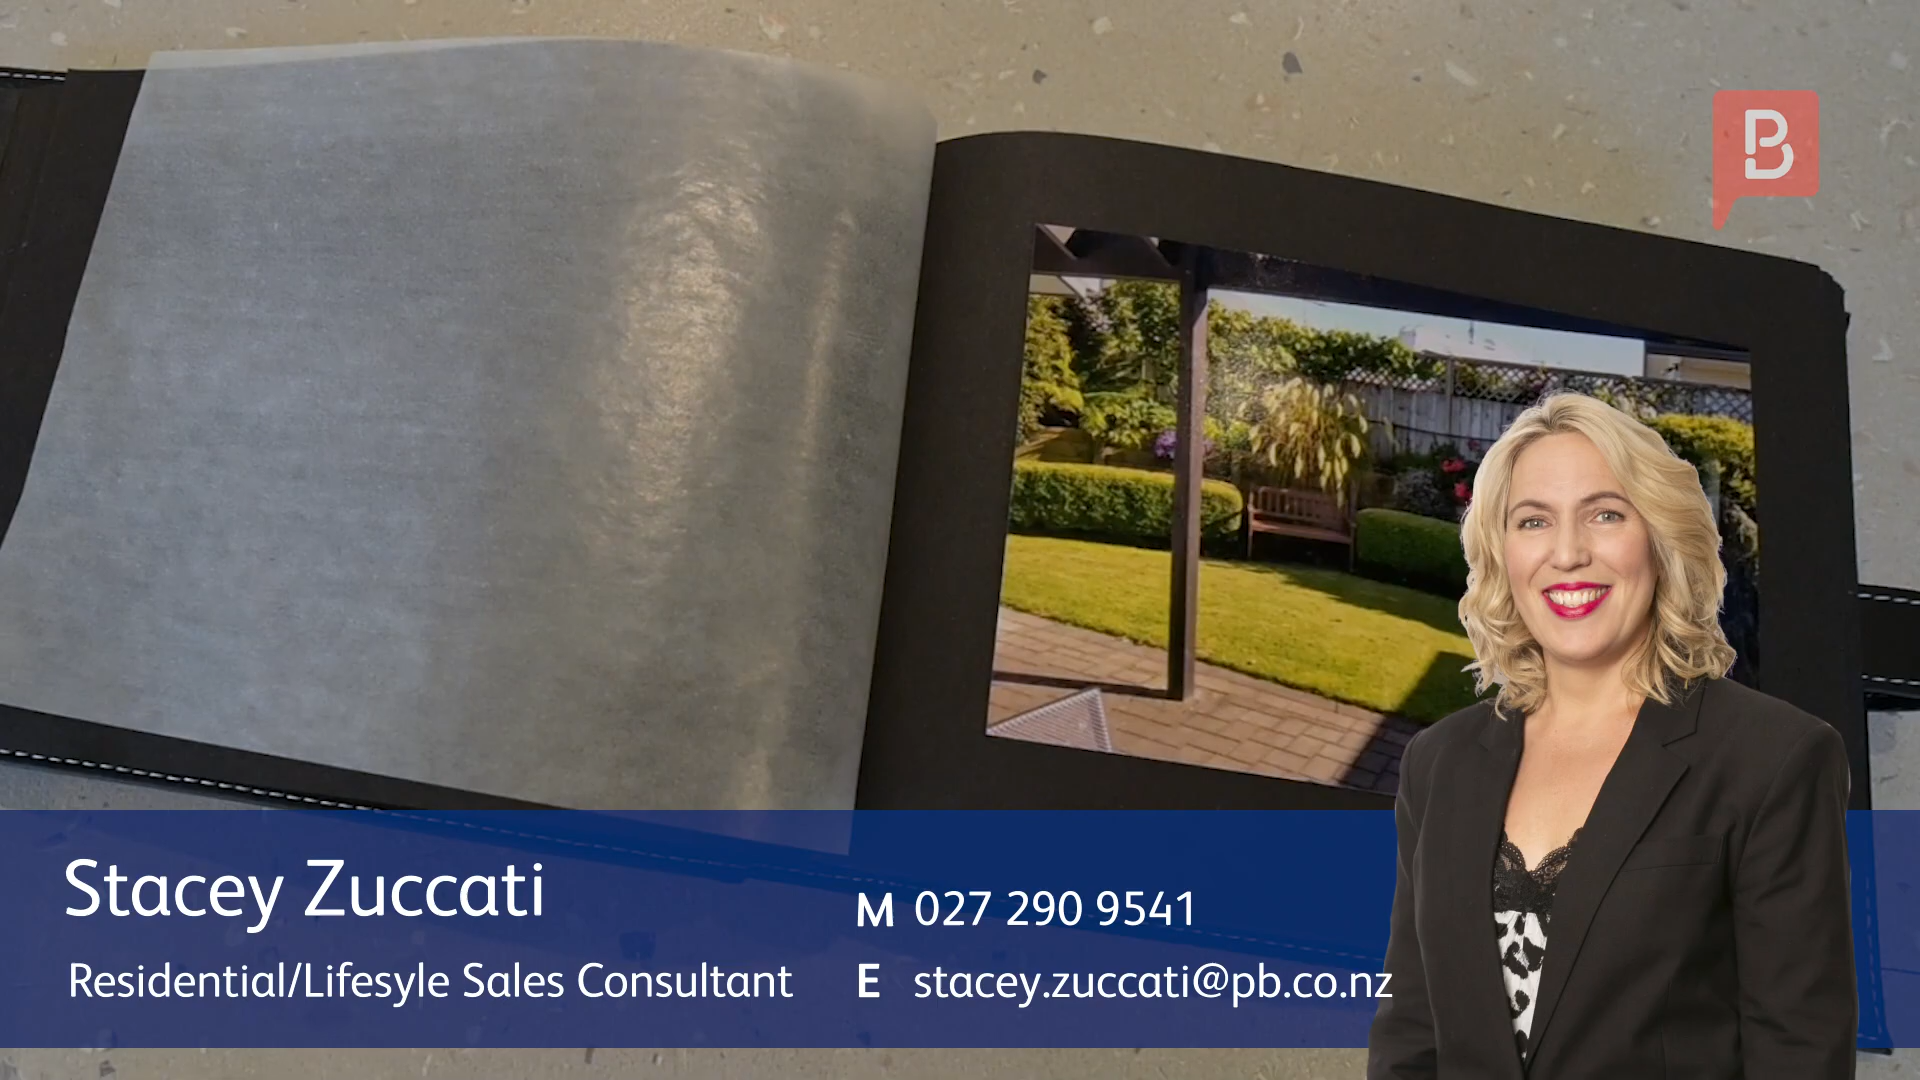 B
Stacey Zuccati
Residential/Lifesyle Sales Consultant
M 027 290 9541
E stacey.zuccati@pb.co.nz